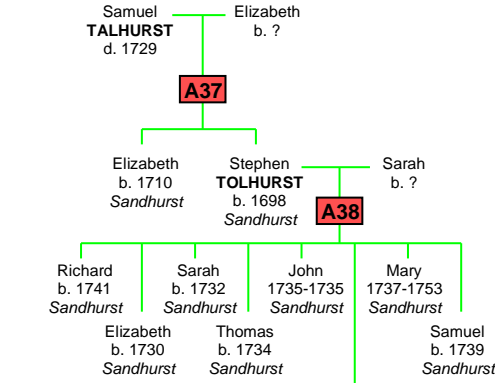 Samuel
TALHURST
d. 1729
Elizabeth
b. ?
A37
Elizabeth
b. 1710
Sandhurst
Stephen
TOLHURST
b. 1698
Sandhurst
Sarah
b. ?
A38
Richard
b. 1741
Sandhurst
Sarah
b. 1732
Sandhurst
John
1735-1735
Sandhurst
Mary
1737-1753
Sandhurst
Elizabeth
b. 1730
Sandhurst
Thomas
b. 1734
Sandhurst
Samuel
b. 1739
Sandhurst